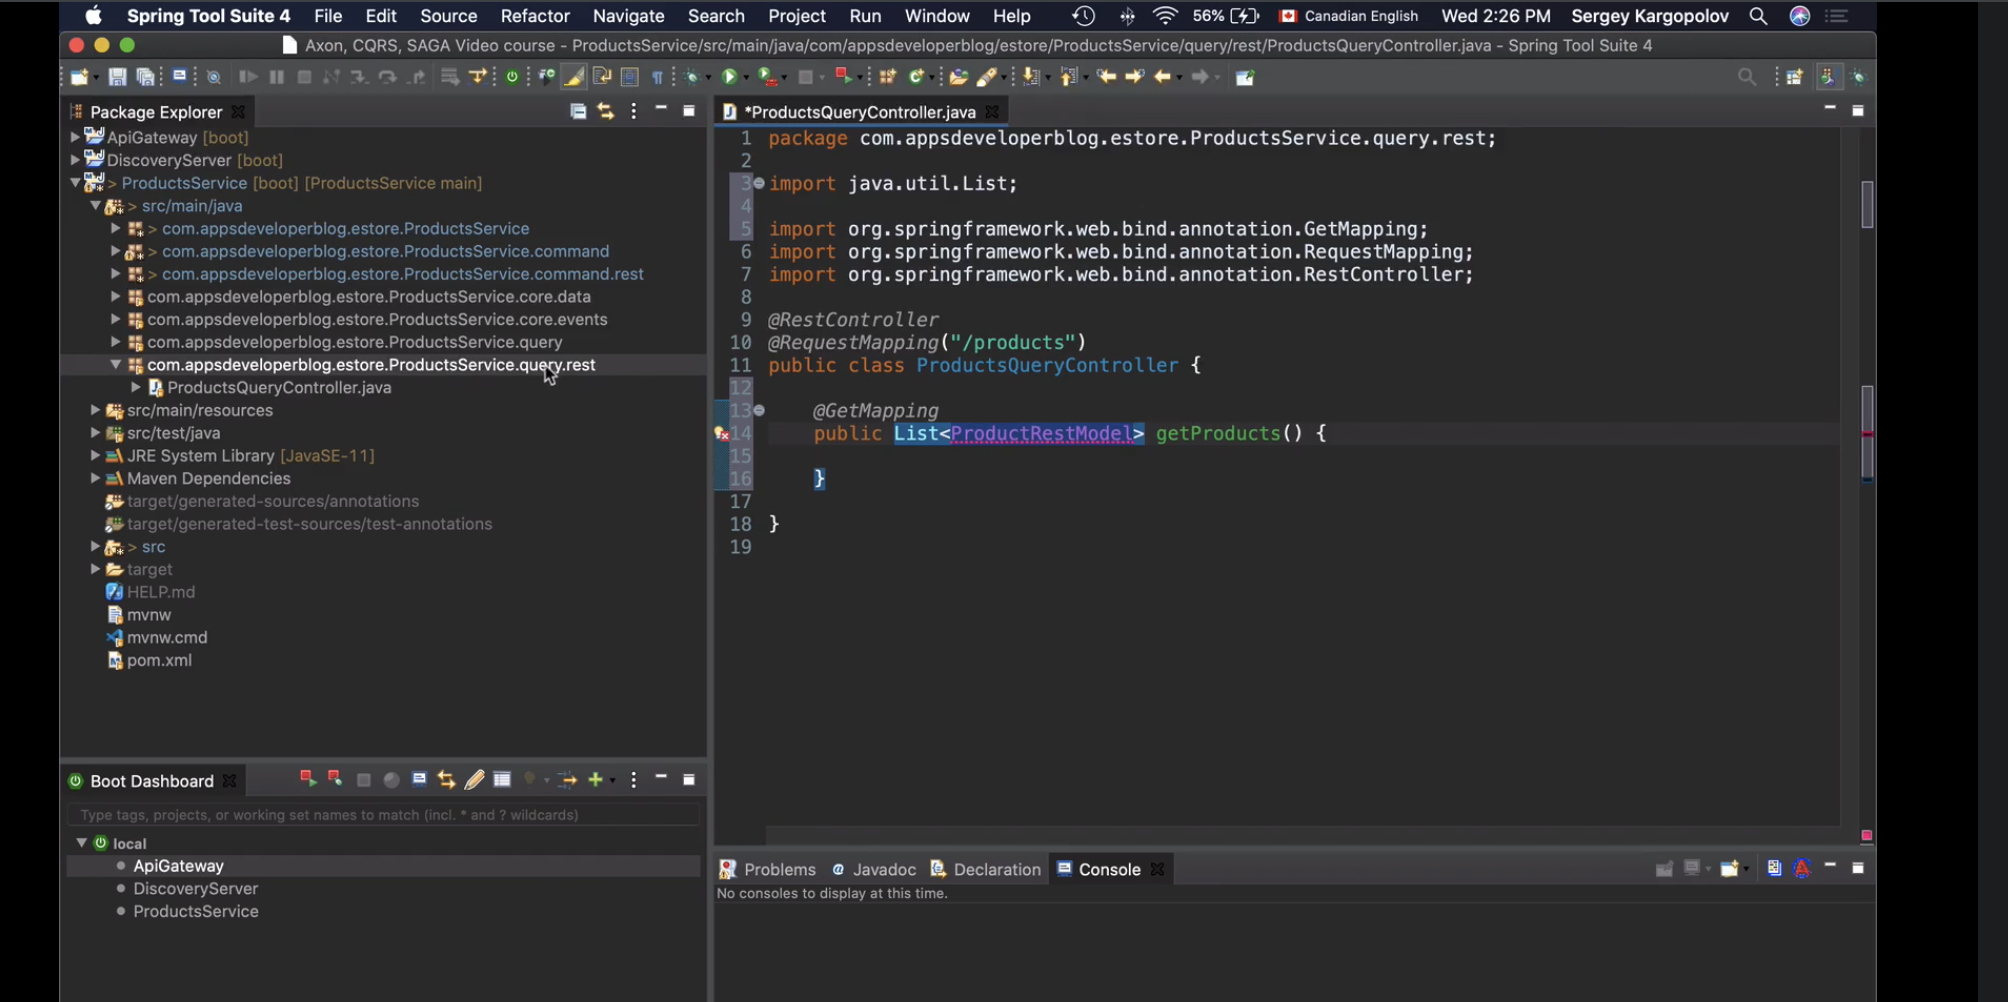 Spring Tool Suite 4 File Edit Source Refactor Navigate Search Project Run Window Help 56% Canadian English Wed 2:26 PM Sergey Kargopolov
Axon, CQRS, SAGA Video course - ProductsService/src/main/java/com/appsdeveloperblog/estore/ProductsService/query/rest/ProductsQueryController.java - Spring Tool Suite 4
Package Explorer
ApiGateway [boot]
DiscoveryServer [boot]
> ProductsService [boot] [ProductsService main]
> src/main/java
> com.appsdeveloperblog.estore.ProductsService
> com.appsdeveloperblog.estore.ProductsService.command
> com.appsdeveloperblog.estore.ProductsService.command.rest
com.appsdeveloperblog.estore.ProductsService.core.data
com.appsdeveloperblog.estore.ProductsService.core.events
com.appsdeveloperblog.estore.ProductsService.query
com.appsdeveloperblog.estore.ProductsService.query.rest
ProductsQueryController.java
src/main/resources
src/test/java
JRE System Library [JavaSE-11]
Maven Dependencies
target/generated-sources/annotations
target/generated-test-sources/test-annotations
> src
target
HELP.md
mvnw
mvnw.cmd
pom.xml
Boot Dashboard
Type tags, projects, or working set names to match (incl. * and ? wildcards)
local
ApiGateway
DiscoveryServer
ProductsService
*ProductsQueryController.java
1 package com.appsdeveloperblog.estore.ProductsService.query.rest;
2
3 import java.util.List;
4
5 import org.springframework.web.bind.annotation.GetMapping;
6 import org.springframework.web.bind.annotation.RequestMapping;
7 import org.springframework.web.bind.annotation.RestController;
8
9 @RestController
10 @RequestMapping("/products")
11 public class ProductsQueryController {
12
13 @GetMapping
14 public List<ProductRestModel> getProducts() {
15
16 }
17
18 }
19
Problems Javadoc Declaration Console
No consoles to display at this time.